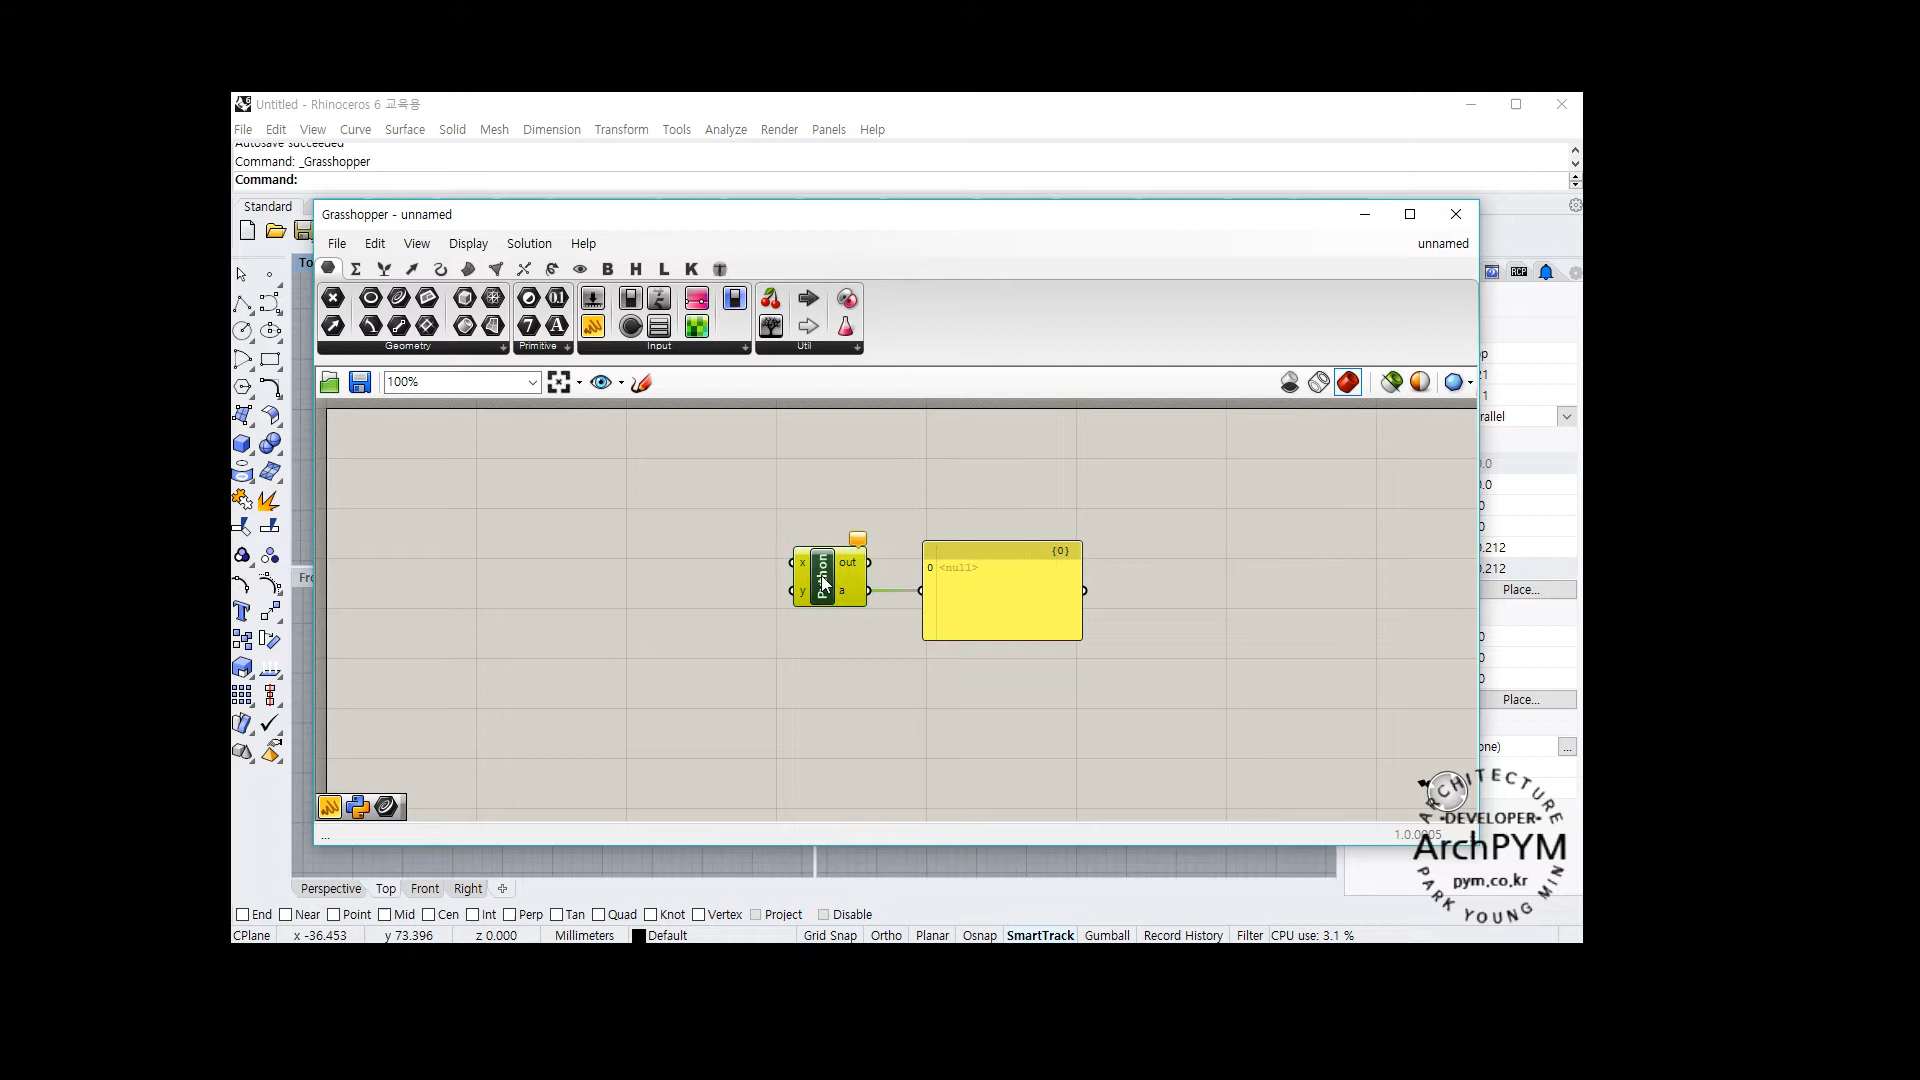 Untitled - Rhinoceros 6 교육용
File Edit View Curve Surface Solid Mesh Dimension Transform Tools Analyze Render Panels Help
Autosave succeeded
Command: _Grasshopper
Command:
Standard
Grasshopper - unnamed
File Edit View Display Solution Help
unnamed
B H L K
RCP
Geometry
Primitive
Input
Util
100%
x
y
Python
out
a
{0}
0 <null>
Place...
Place...
...
...
1.0.0005
ARCHITECTURE
-DEVELOPER-
ArchPYM
pym.co.kr
PARK YOUNG MIN
Perspective Top Front Right
End Near Point Mid Cen Int Perp Tan Quad Knot Vertex Project Disable
CPlane x -36.453 y 73.396 z 0.000 Millimeters Default Grid Snap Ortho Planar Osnap SmartTrack Gumball Record History Filter CPU use: 3.1 %